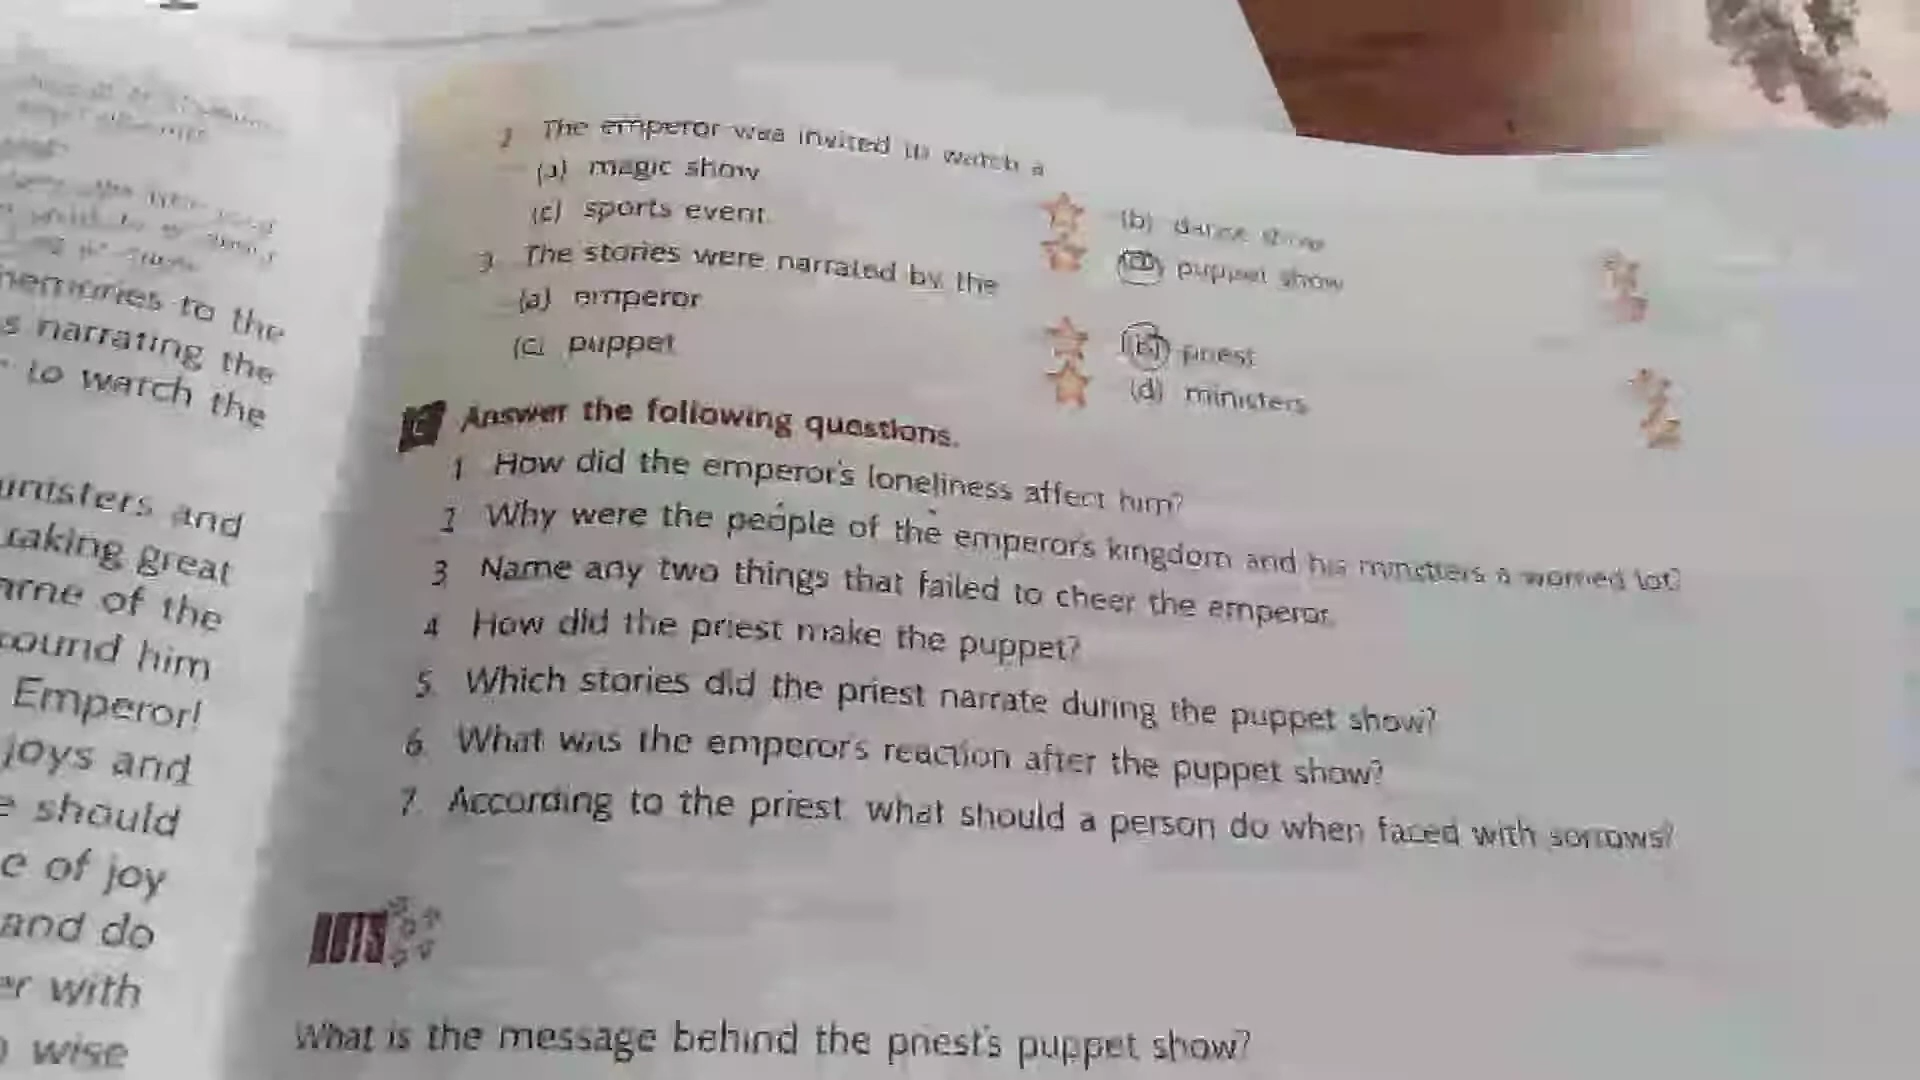 memories to the
s narrating the
to watch the
ministers and
taking great
ame of the
round him
Emperor!
joys and
e should
e of joy
and do
er with
wise
2 The emperor was invited to watch a
(a) magic show
(b) dance show
(c) sports event
(d) puppet show
3 The stories were narrated by the
(a) emperor
(b) priest
(c) puppet
(d) ministers
C Answer the following questions.
1 How did the emperor's loneliness affect him?
2 Why were the people of the emperor's kingdom and his ministers a worried lot?
3 Name any two things that failed to cheer the emperor.
4 How did the priest make the puppet?
5. Which stories did the priest narrate during the puppet show?
6. What was the emperor's reaction after the puppet show?
7. According to the priest what should a person do when faced with sorrows?
HOTS
What is the message behind the priest's puppet show?